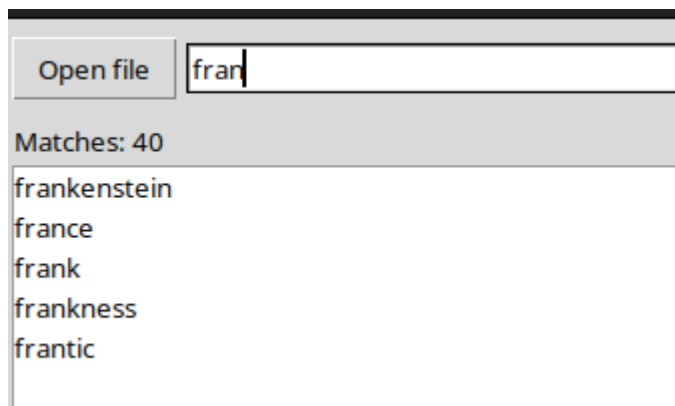 Open file
fran
Matches: 40
frankenstein
france
frank
frankness
frantic